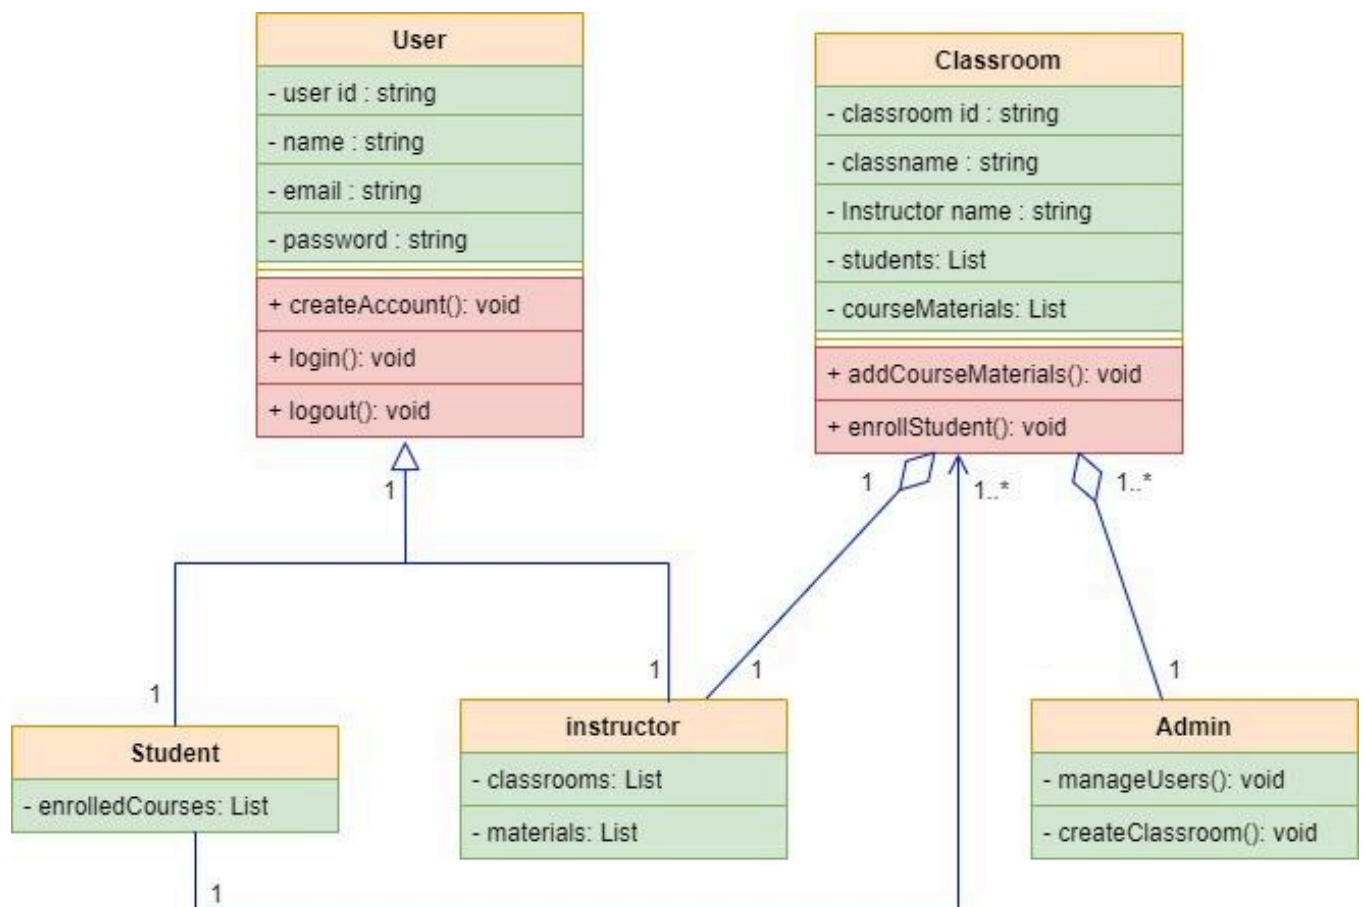 User
- user id : string
- name : string
- email : string
- password : string
+ createAccount(): void
+ login(): void
+ logout(): void
Classroom
- classroom id : string
- classname : string
- Instructor name : string
- students: List
- courseMaterials: List
+ addCourseMaterials(): void
+ enrollStudent(): void
1
1
1..*
1..*
1
1
1
1
Student
- enrolledCourses: List
instructor
- classrooms: List
- materials: List
Admin
- manageUsers(): void
- createClassroom(): void
1